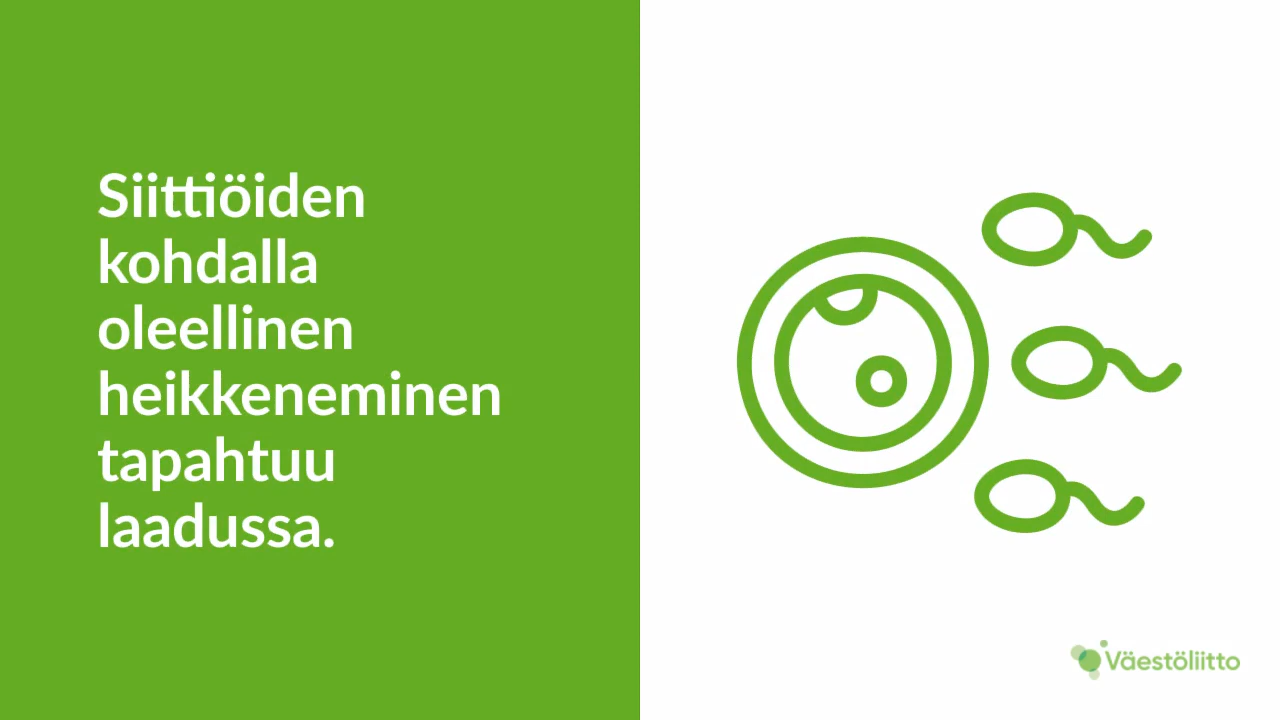 Siittiöiden
kohdalla
oleellinen
heikkeneminen
tapahtuu
laadussa.
Väestöliitto